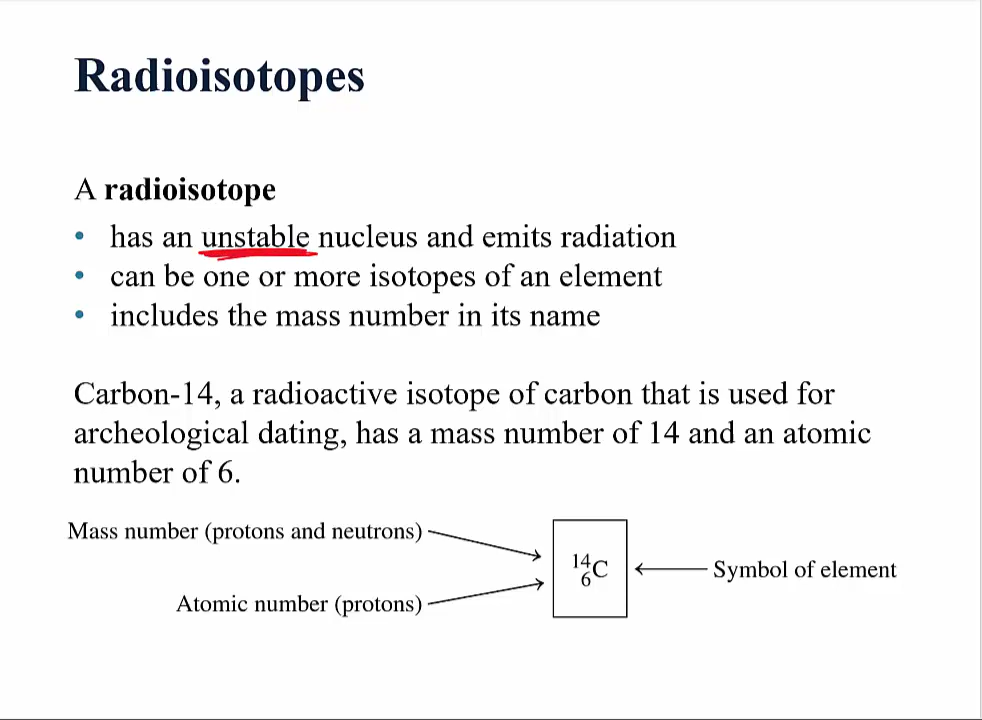 Radioisotopes
A radioisotope
• has an unstable nucleus and emits radiation
• can be one or more isotopes of an element
• includes the mass number in its name
Carbon-14, a radioactive isotope of carbon that is used for
archeological dating, has a mass number of 14 and an atomic
number of 6.
Mass number (protons and neutrons)
14
6
C
Symbol of element
Atomic number (protons)